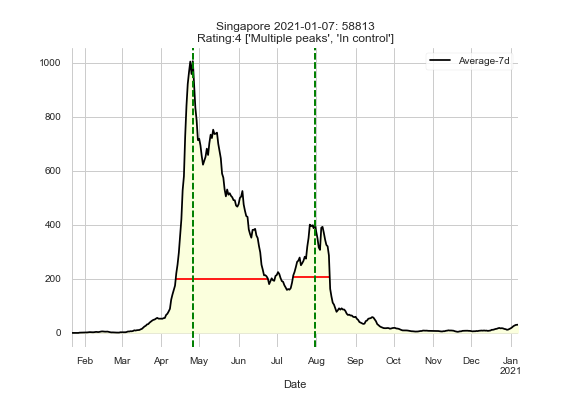 Singapore 2021-01-07: 58813
Rating:4 ['Multiple peaks', 'In control']
Average-7d
1000
800
600
400
200
0
Feb Mar Apr May Jun Jul Aug Sep Oct Nov Dec Jan
2021
Date